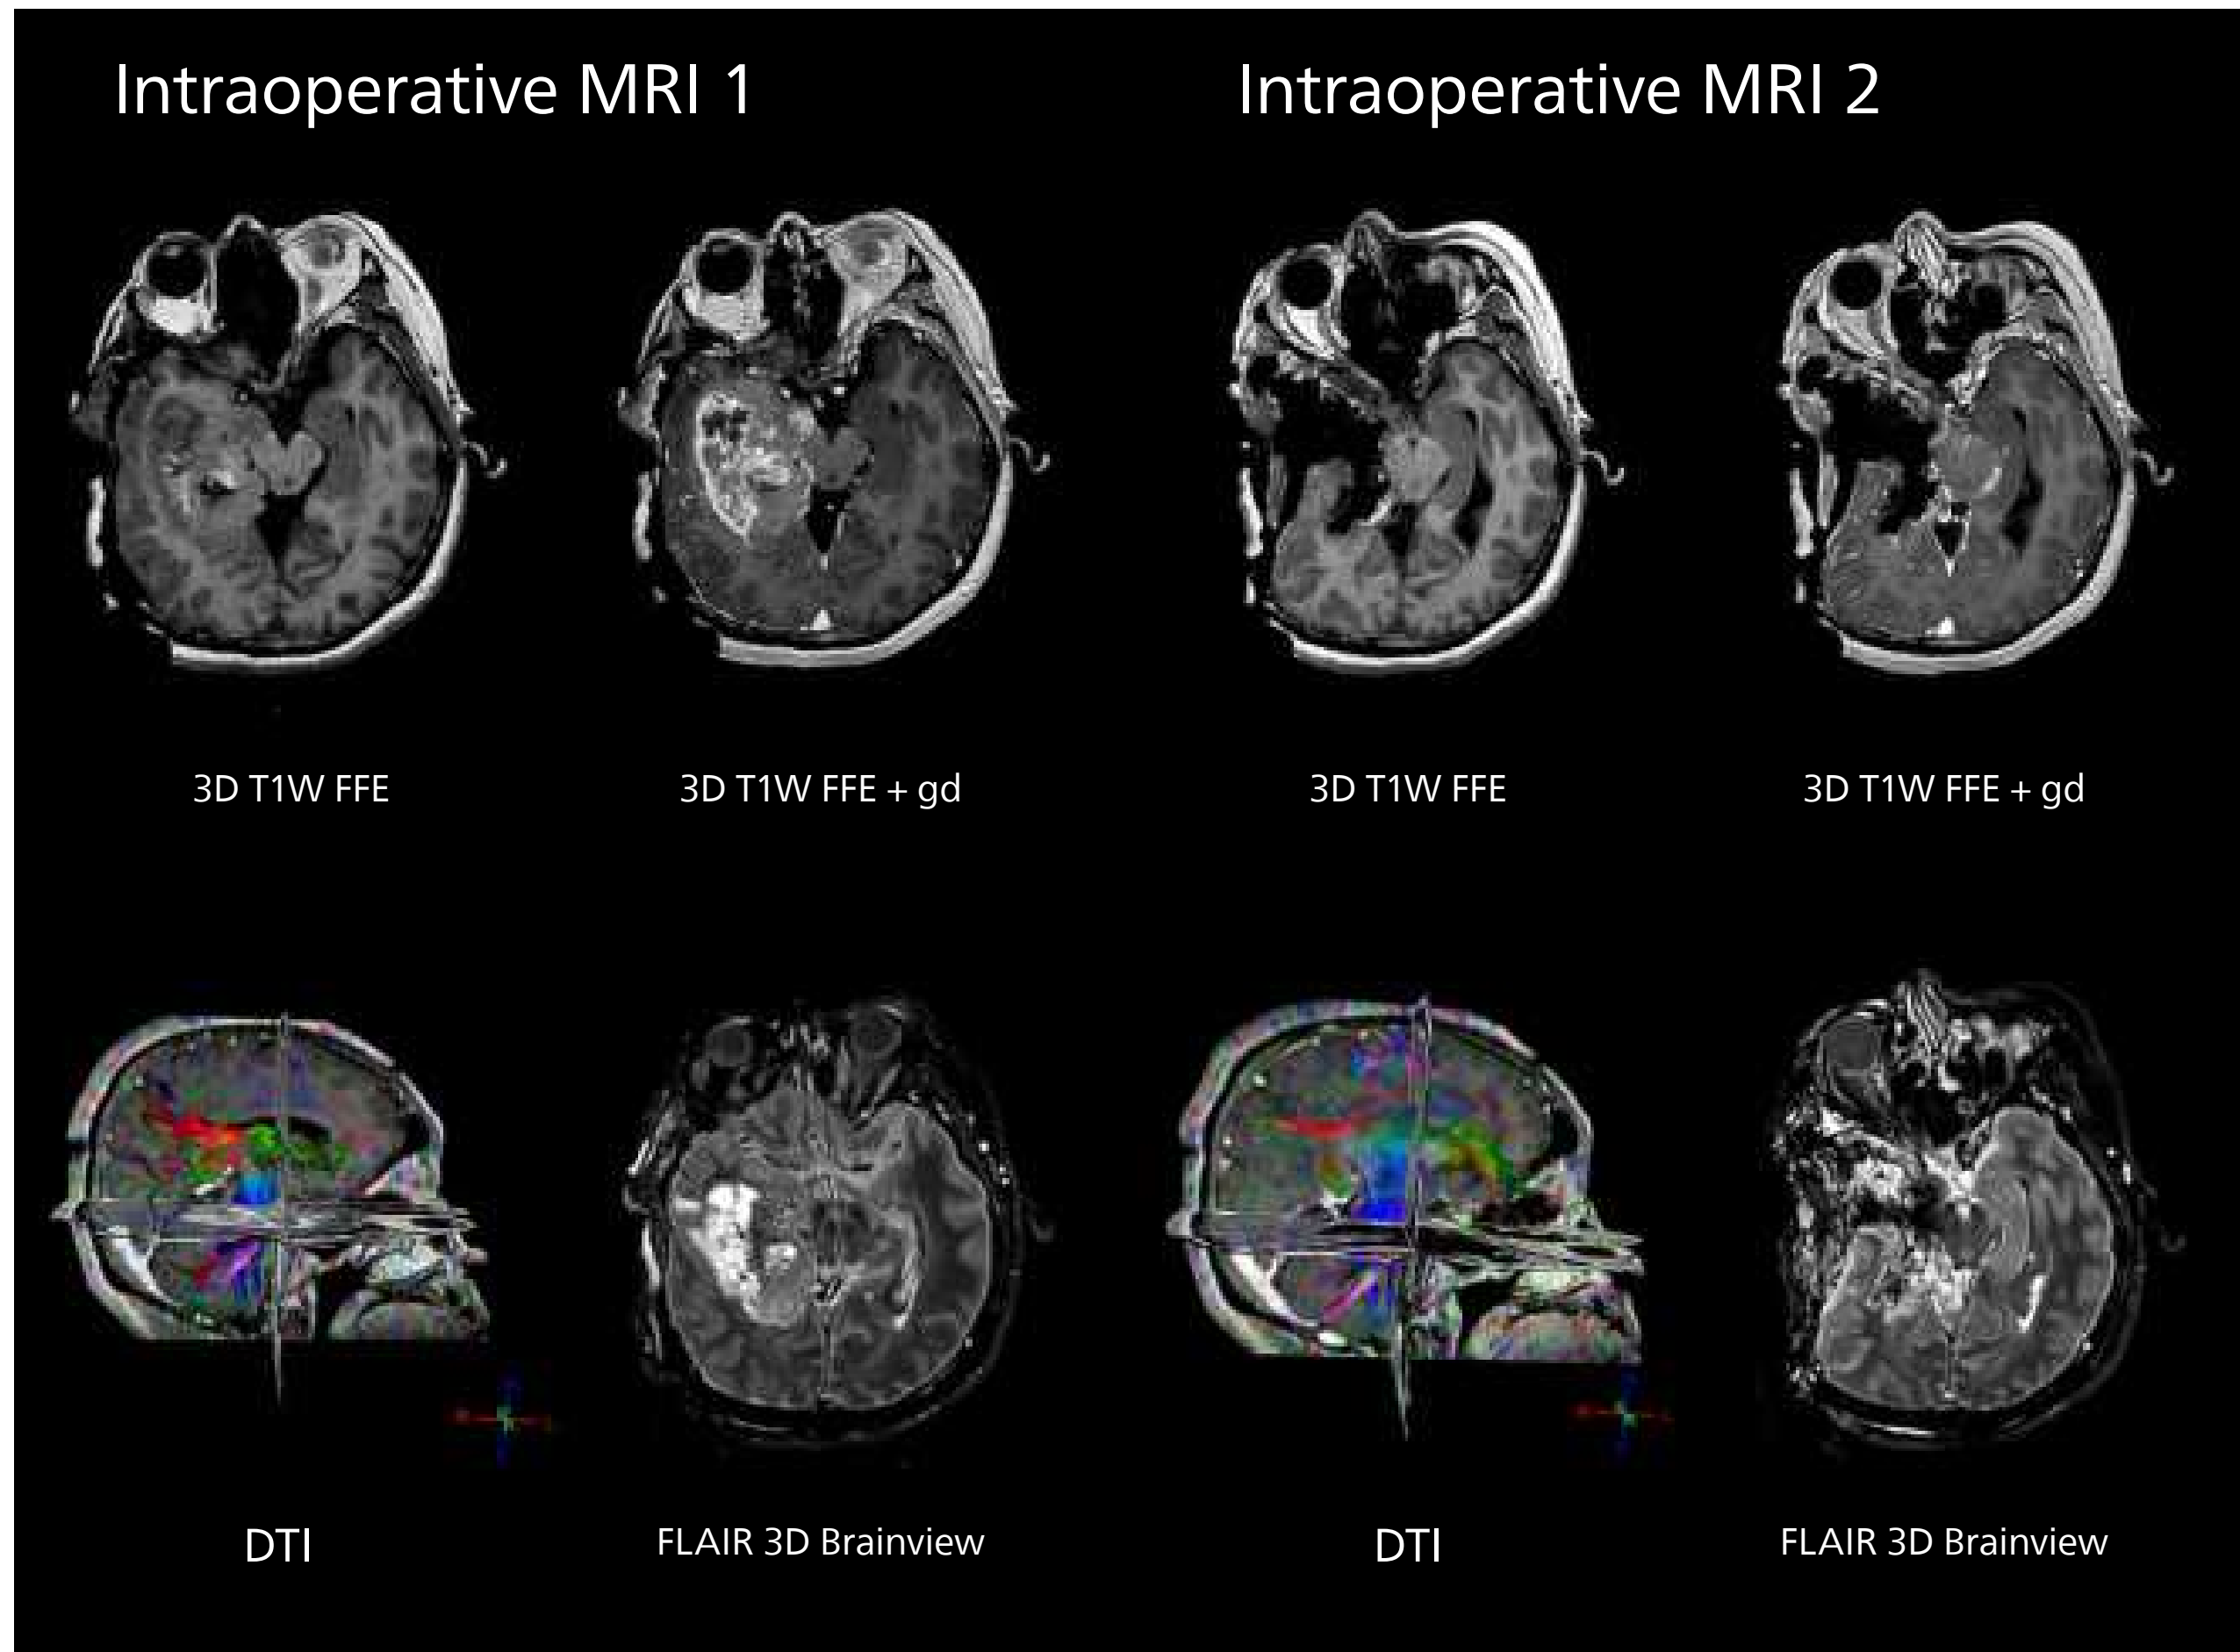 Intraoperative MRI 1
Intraoperative MRI 2
3D T1W FFE
3D T1W FFE + gd
3D T1W FFE
3D T1W FFE + gd
DTI
FLAIR 3D Brainview
DTI
FLAIR 3D Brainview